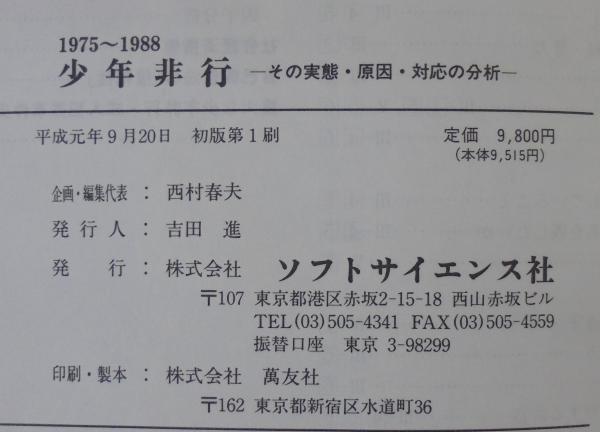 1975～1988
少年非行 ―その実態・原因・対応の分析―
平成元年9月20日 初版第1刷 定価 9,800円
(本体9,515円)
企画・編集代表： 西村春夫
発行人： 吉田 進
発行： 株式会社 ソフトサイエンス社
〒107 東京都港区赤坂2-15-18 西山赤坂ビル
TEL(03)505-4341 FAX(03)505-4559
振替口座 東京 3-98299
印刷・製本： 株式会社 萬友社
〒162 東京都新宿区水道町36